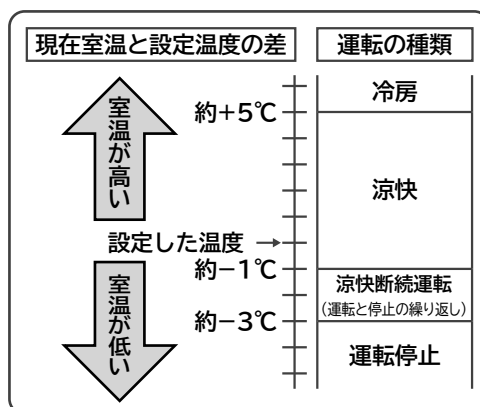 現在室温と設定温度の差
運転の種類
室温が高い
約+5℃
設定した温度→
約−1℃
約−3℃
室温が低い
冷房
涼快
涼快断続運転
(運転と停止の繰り返し)
運転停止